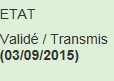 ETAT
Validé / Transmis
(03/09/2015)